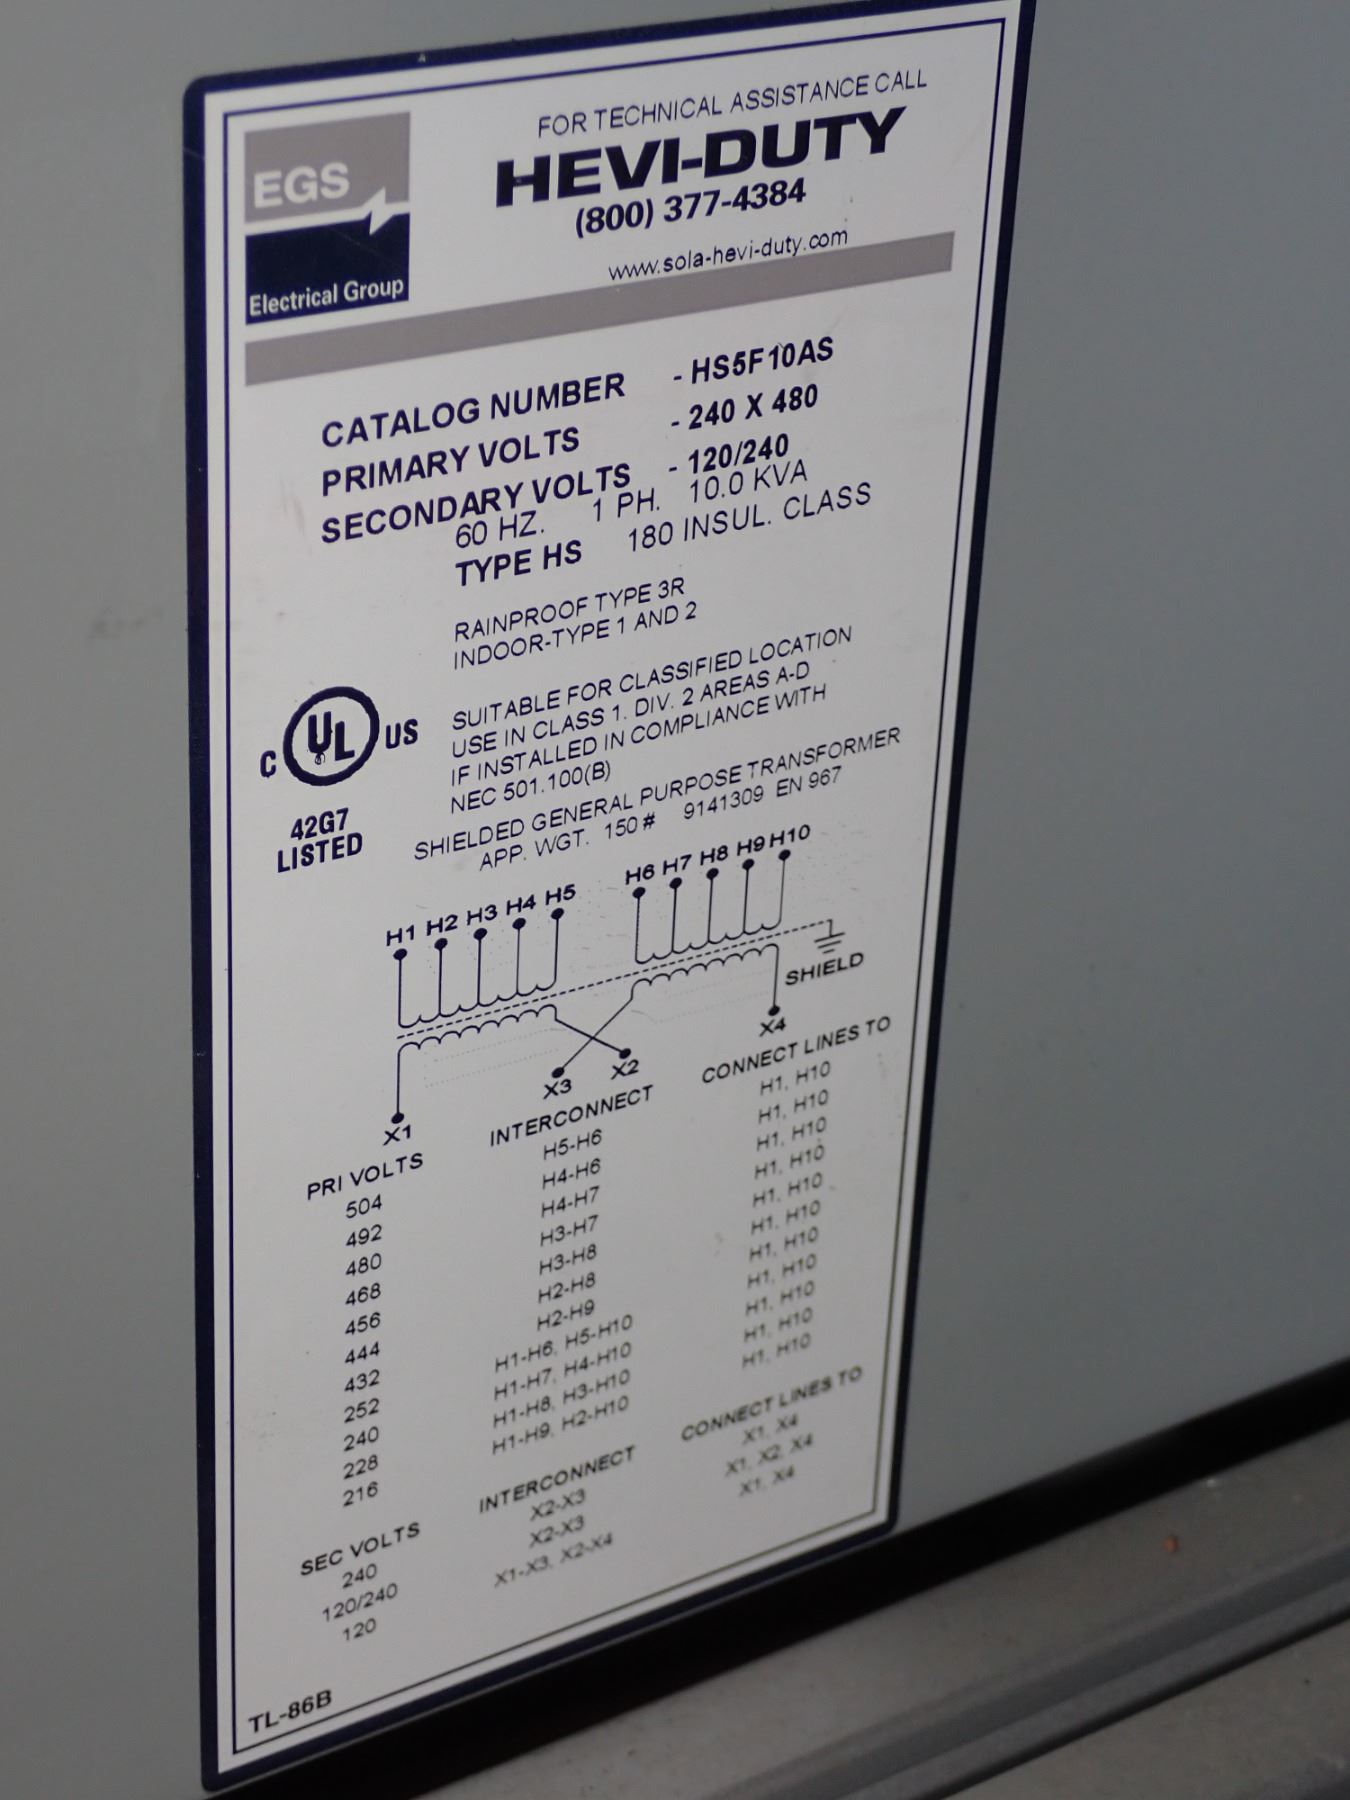 EGS
Electrical Group
FOR TECHNICAL ASSISTANCE CALL
HEVI-DUTY
(800) 377-4384
www.sola-hevi-duty.com
CATALOG NUMBER - HS5F10AS
PRIMARY VOLTS - 240 X 480
SECONDARY VOLTS - 120/240
60 HZ. 1 PH. 10.0 KVA
TYPE HS 180 INSUL. CLASS
RAINPROOF TYPE 3R
INDOOR-TYPE 1 AND 2
C UL US
42G7
LISTED
SUITABLE FOR CLASSIFIED LOCATION
USE IN CLASS 1. DIV. 2 AREAS A-D
IF INSTALLED IN COMPLIANCE WITH
NEC 501.100(B)
SHIELDED GENERAL PURPOSE TRANSFORMER
APP. WGT. 150# 9141309 EN 967
H1 H2 H3 H4 H5 H6 H7 H8 H9 H10
SHIELD
X1 X3 X2 X4
PRI VOLTS INTERCONNECT CONNECT LINES TO
504 H5-H6 H1, H10
492 H4-H6 H1, H10
480 H4-H7 H1, H10
468 H3-H7 H1, H10
456 H3-H8 H1, H10
444 H2-H8 H1, H10
432 H2-H9 H1, H10
252 H1-H6, H5-H10 H1, H10
240 H1-H7, H4-H10 H1, H10
228 H1-H8, H3-H10 H1, H10
216 H1-H9, H2-H10 H1, H10
SEC VOLTS INTERCONNECT CONNECT LINES TO
240 X2-X3 X1, X4
120/240 X2-X3 X1, X2, X4
120 X1-X3, X2-X4 X1, X4
TL-86B